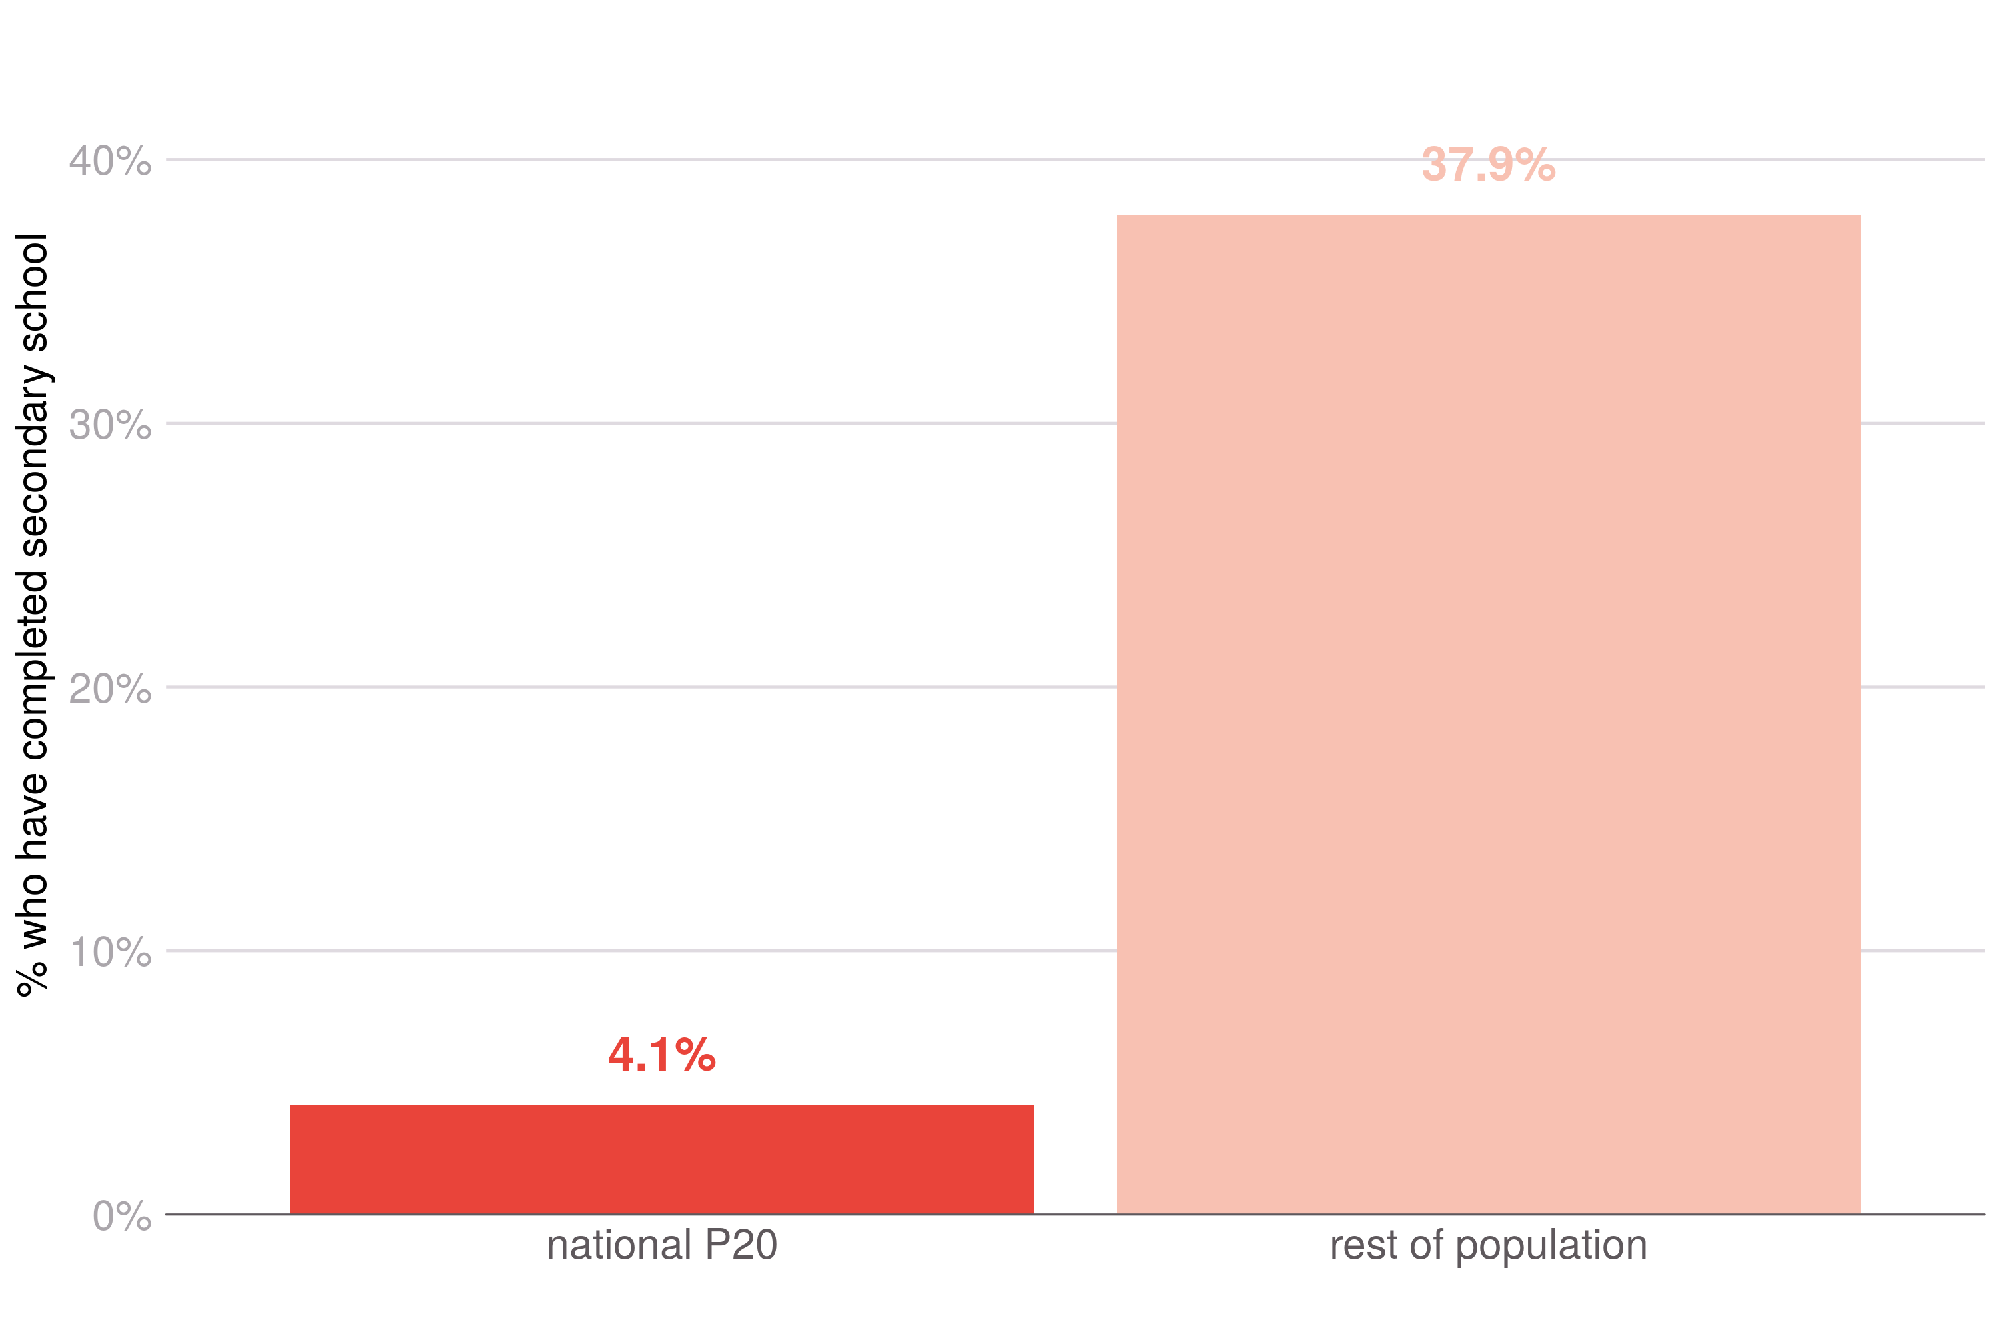 % who have completed secondary school
40%
30%
20%
10%
0%
37.9%
4.1%
national P20
rest of population